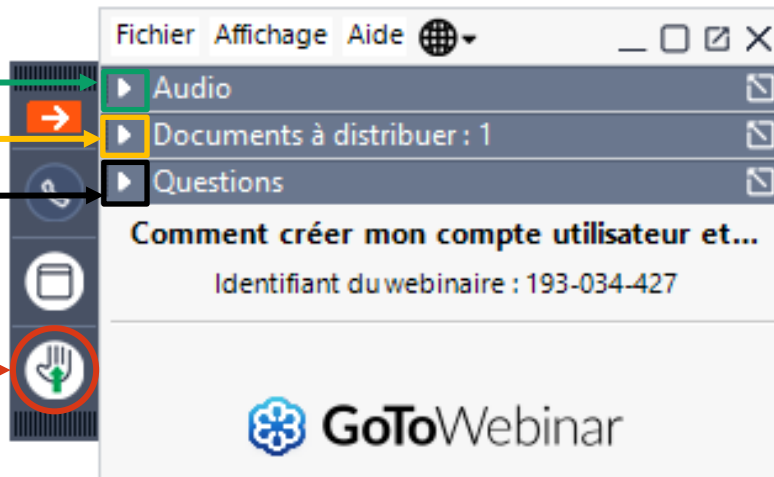 Fichier Affichage Aide
Audio
Documents à distribuer : 1
Questions
Comment créer mon compte utilisateur et...
Identifiant du webinaire : 193-034-427
GoToWebinar